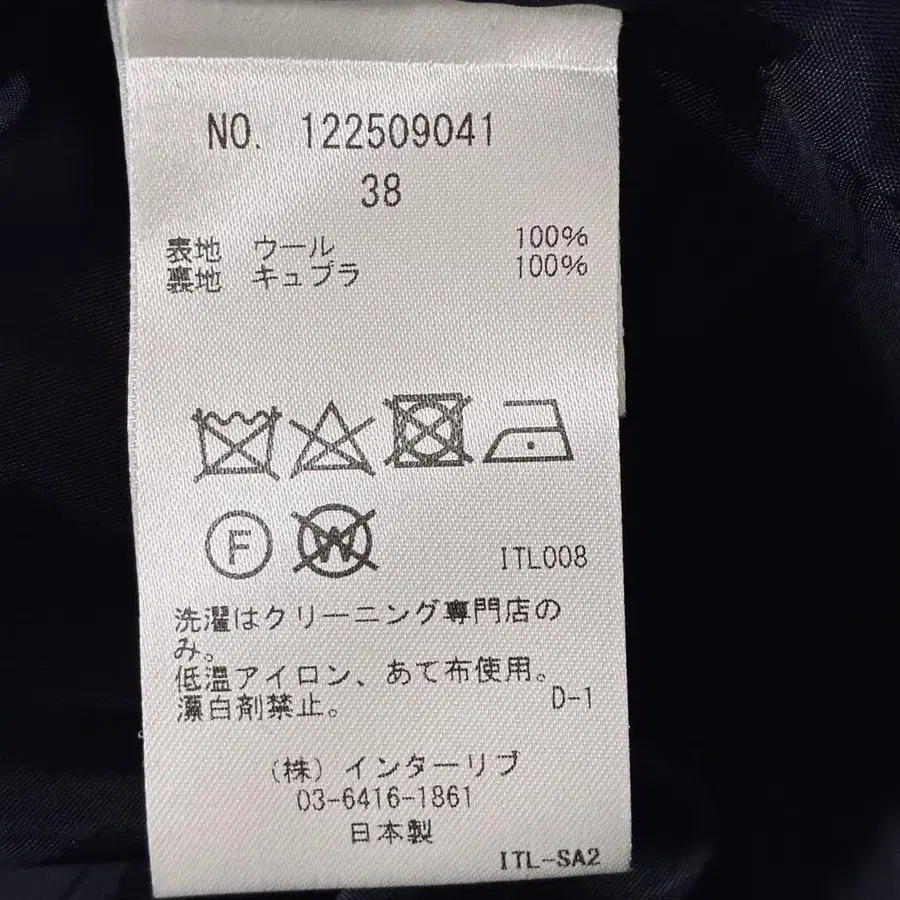 NO. 122509041
38
表地 ウール 100%
裏地 キュプラ 100%
F W
ITL008
洗濯はクリーニング専門店の
み。
低温アイロン、あて布使用。
漂白剤禁止。 D-1
(株) インターリブ
03-6416-1861
日本製
ITL-SA2